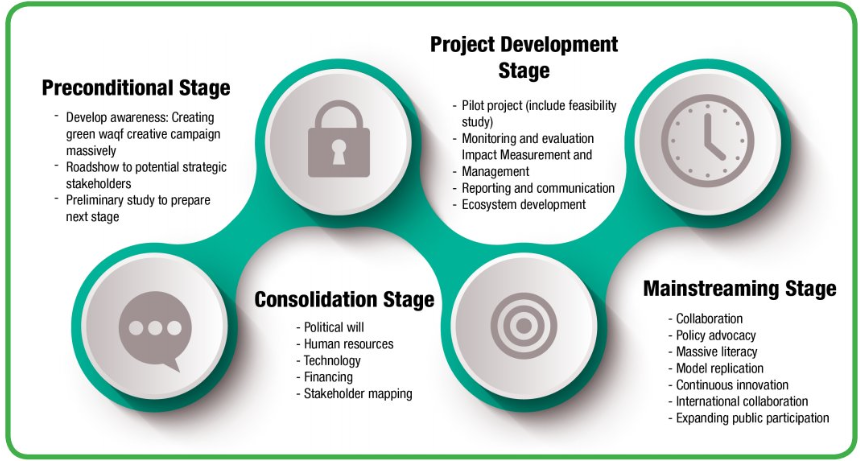 Preconditional Stage
- Develop awareness: Creating
green waqf creative campaign
massively
- Roadshow to potential strategic
stakeholders
- Preliminary study to prepare
next stage
Consolidation Stage
- Political will
- Human resources
- Technology
- Financing
- Stakeholder mapping
Project Development
Stage
- Pilot project (include feasibility
study)
- Monitoring and evaluation
Impact Measurement and
- Management
- Reporting and communication
- Ecosystem development
Mainstreaming Stage
- Collaboration
- Policy advocacy
- Massive literacy
- Model replication
- Continuous innovation
- International collaboration
- Expanding public participation